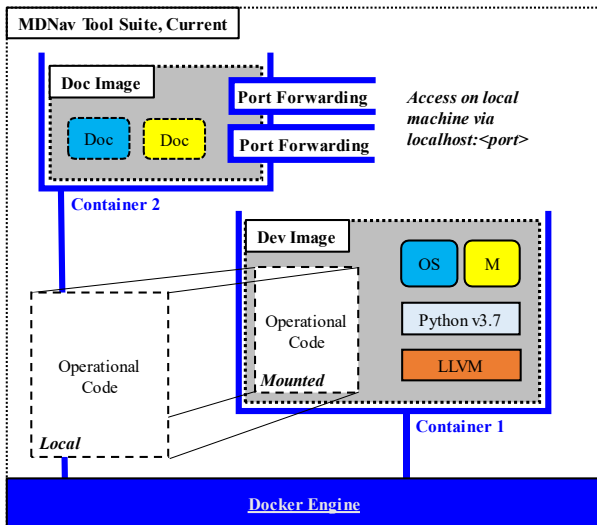 MDNav Tool Suite, Current
Doc Image
Doc
Doc
Port Forwarding
Port Forwarding
Access on local
machine via
localhost:<port>
Container 2
Dev Image
OS
M
Operational
Code
Mounted
Python v3.7
LLVM
Operational
Code
Local
Container 1
Docker Engine